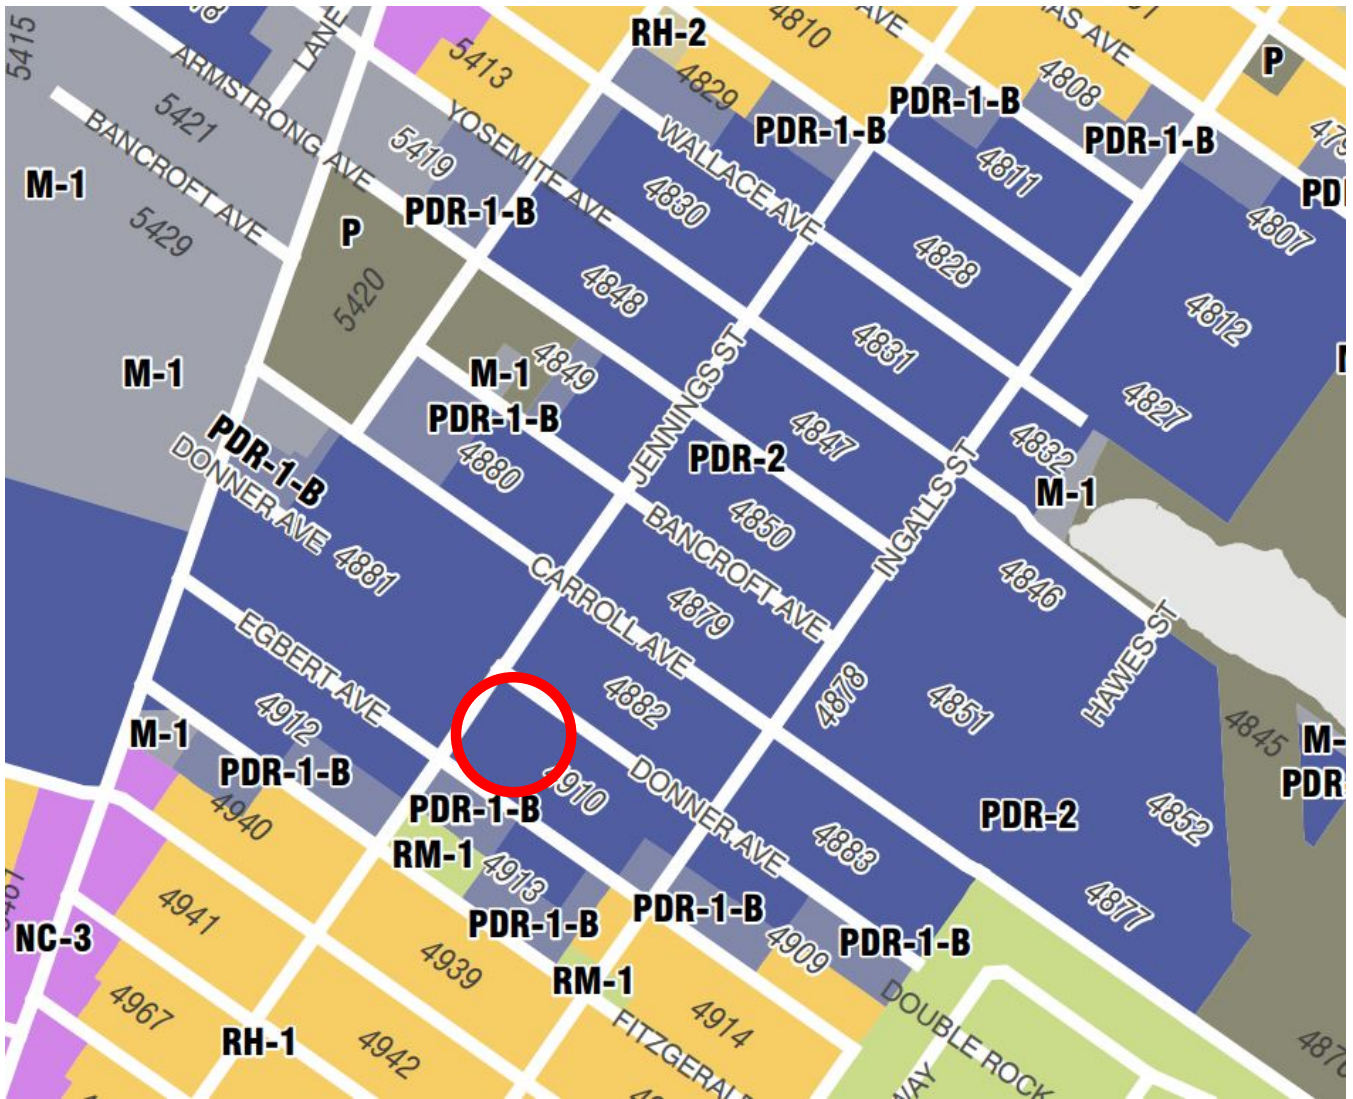 5415
LANE
RH-2
4810
AVE
AS AVE
P
5413
4829
4808
ARMSTRONG AVE
5421
YOSEMITE AVE
PDR-1-B
PDR-1-B
PDR-1-B
BANCROFT AVE
5419
WALLACE AVE
4811
M-1
4830
PDR-1-B
4807
P
5429
4828
5420
4848
4812
4831
M-1
M-1
4849
JENNINGS ST
4827
PDR-1-B
4847
4832
PDR-1-B
PDR-2
4880
INGALLS ST
M-1
DONNER AVE
4850
BANCROFT AVE
4881
CARROLL AVE
4846
4879
EGBERT AVE
HAWES ST
4882
4878
4851
4912
4845
M-1
PDR-1-B
4910
DONNER AVE
PDR-1-B
PDR-2
4852
4940
RM-1
4883
4913
4877
4941
PDR-1-B
PDR-1-B
PDR-1-B
NC-3
4939
4909
RM-1
4967
DOUBLE ROCK
FITZGERALD
4914
RH-1
4942
WAY